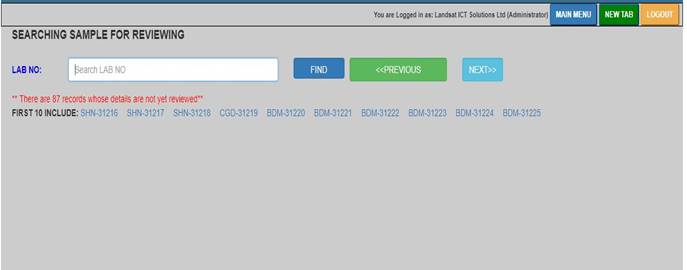 You are Logged in as: Landsat ICT Solutions Ltd (Administrator) MAIN MENU NEW TAB LOGOUT
SEARCHING SAMPLE FOR REVIEWING
LAB NO: Search LAB NO FIND <<PREVIOUS NEXT>>
** There are 87 records whose details are not yet reviewed**
FIRST 10 INCLUDE: SHN-31216 SHN-31217 SHN-31218 CGO-31219 BDM-31220 BDM-31221 BDM-31222 BDM-31223 BDM-31224 BDM-31225